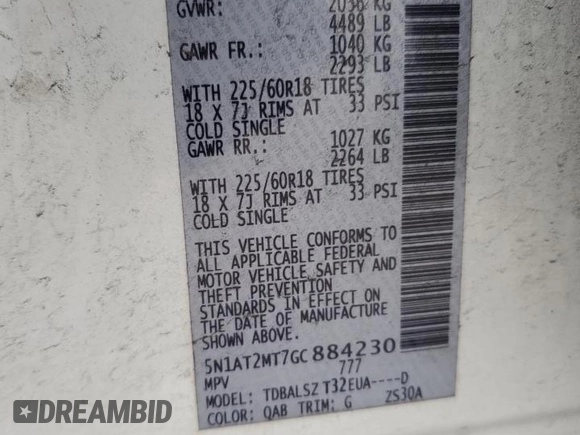 GVWR: 2036 KG
4489 LB
GAWR FR.: 1040 KG
2293 LB
WITH 225/60R18 TIRES
18 X 7J RIMS AT 33 PSI
COLD SINGLE
GAWR RR.: 1027 KG
2264 LB
WITH 225/60R18 TIRES
18 X 7J RIMS AT 33 PSI
COLD SINGLE
THIS VEHICLE CONFORMS TO
ALL APPLICABLE FEDERAL
MOTOR VEHICLE SAFETY AND
THEFT PREVENTION
STANDARDS IN EFFECT ON
THE DATE OF MANUFACTURE
SHOWN ABOVE.
5N1AT2MT7GC884230
MPV 777
MODEL: TDBALSZ T32EUA----D
COLOR: QAB TRIM: G ZS30A
DREAMBID
DREAMBID